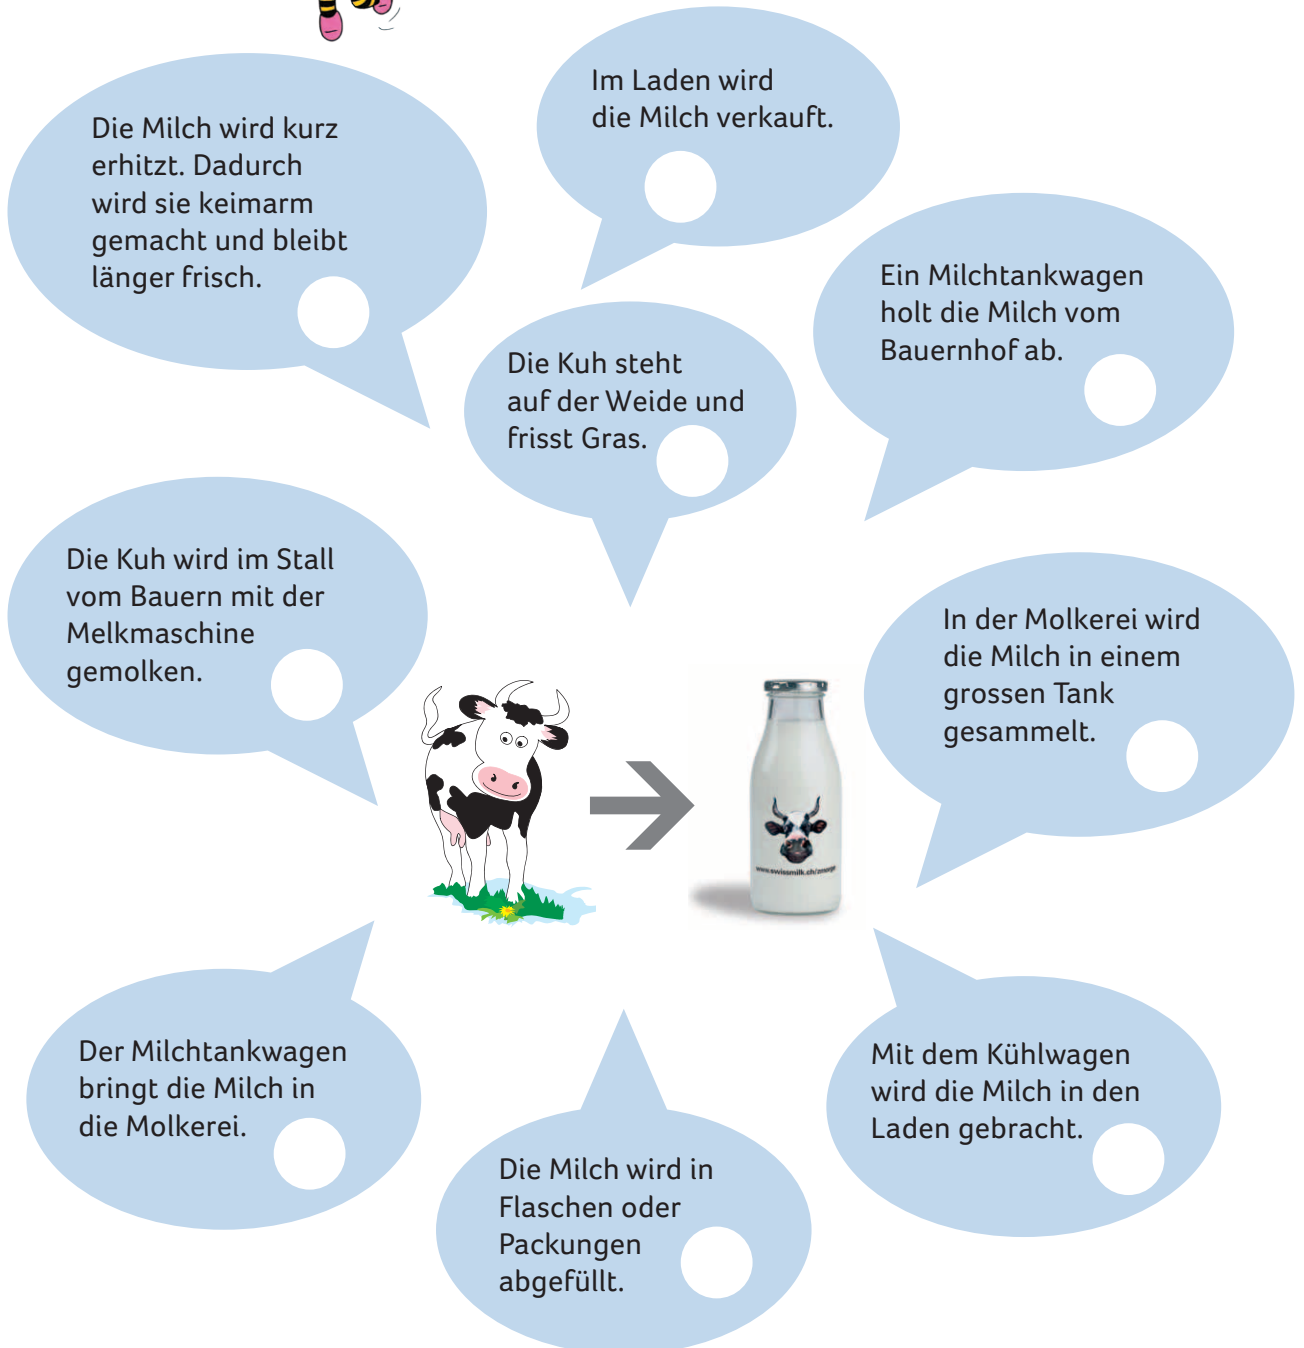 Im Laden wird
die Milch verkauft.
Die Milch wird kurz
erhitzt. Dadurch
wird sie keimarm
gemacht und bleibt
länger frisch.
Ein Milchtankwagen
holt die Milch vom
Bauernhof ab.
Die Kuh steht
auf der Weide und
frisst Gras.
Die Kuh wird im Stall
vom Bauern mit der
Melkmaschine
gemolken.
In der Molkerei wird
die Milch in einem
grossen Tank
gesammelt.
www.swissmilk.ch/znueni
Der Milchtankwagen
bringt die Milch in
die Molkerei.
Mit dem Kühlwagen
wird die Milch in den
Laden gebracht.
Die Milch wird in
Flaschen oder
Packungen
abgefüllt.